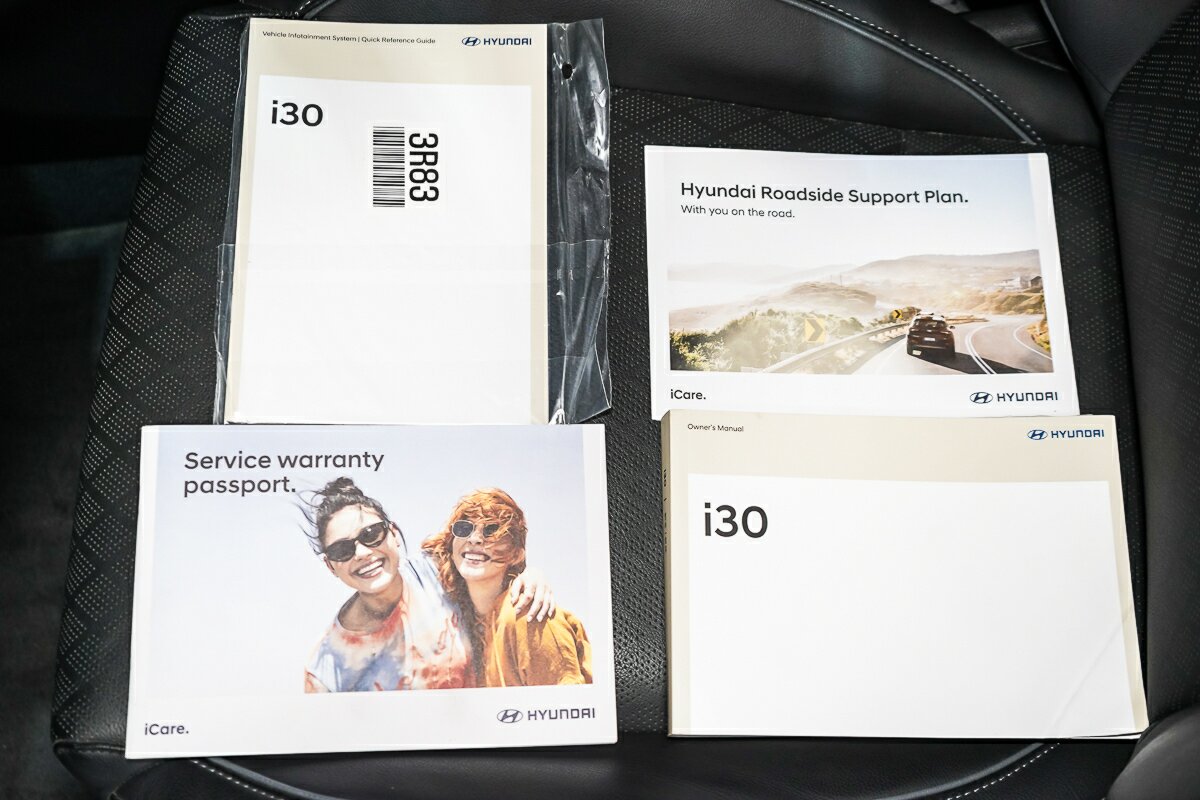 Vehicle Infotainment System | Quick Reference Guide
HYUNDAI
i30
3R83
Hyundai Roadside Support Plan.
With you on the road.
iCare.
HYUNDAI
Service warranty
passport.
iCare.
HYUNDAI
Owner's Manual
HYUNDAI
i30